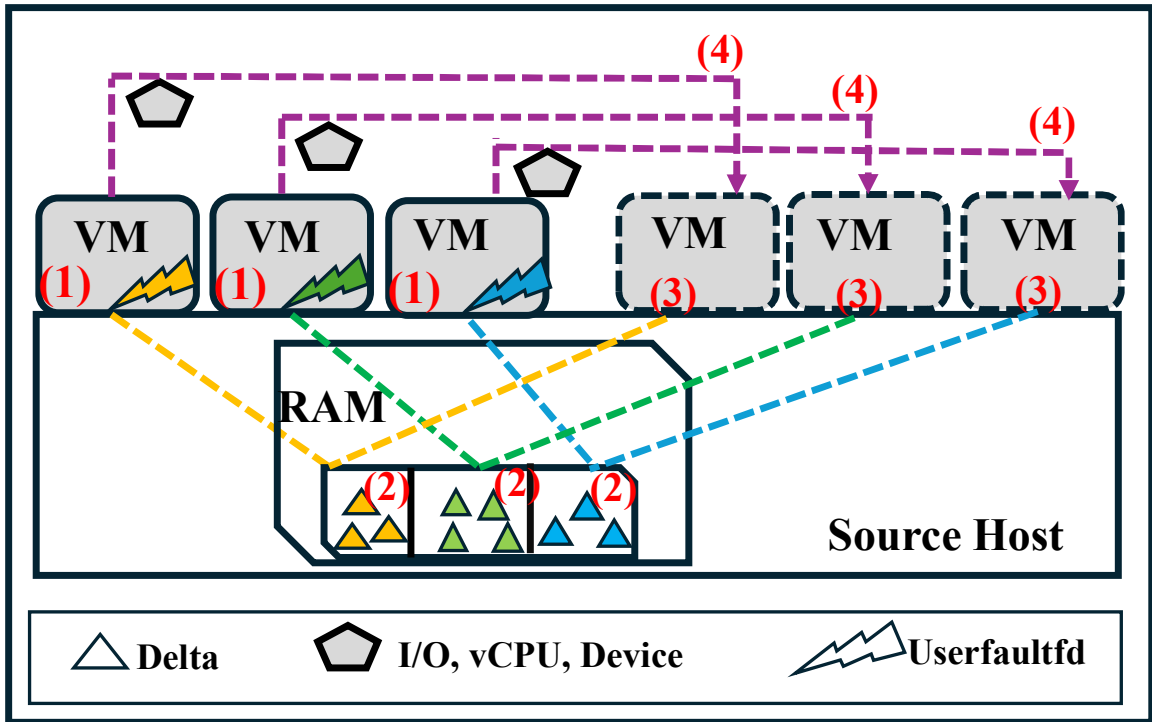 (4)
(4)
(4)
VM
VM
VM
VM
VM
VM
(1)
(1)
(1)
(3)
(3)
(3)
RAM
(2)
(2)
(2)
Source Host
Delta
I/O, vCPU, Device
Userfaultfd